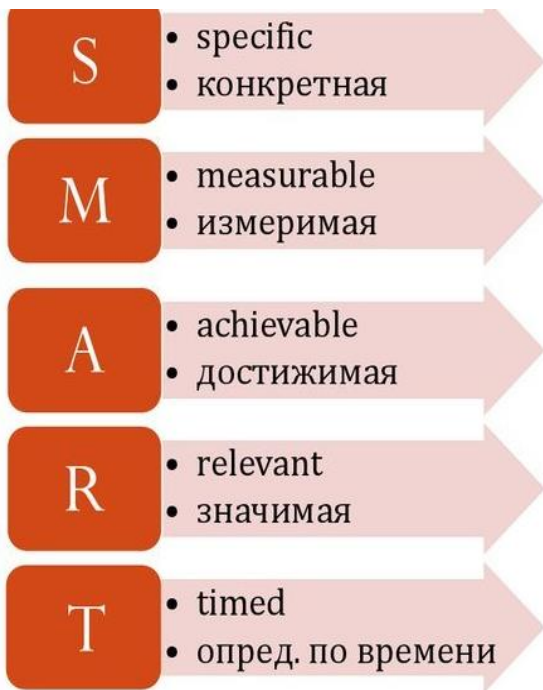 S
• specific
• конкретная
M
• measurable
• измеримая
A
• achievable
• достижимая
R
• relevant
• значимая
T
• timed
• опред. по времени